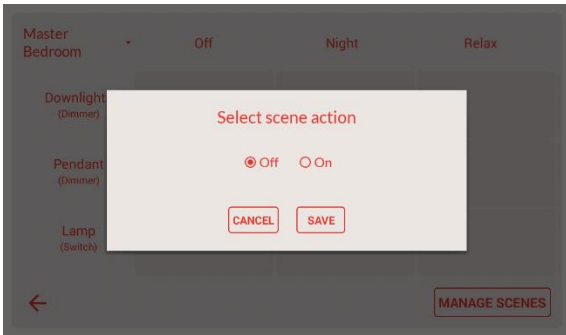 Master
Bedroom
Off
Night
Relax
Downlight
(Dimmer)
Select scene action
Pendant
(Dimmer)
Off
On
Lamp
(Switch)
CANCEL
SAVE
MANAGE SCENES